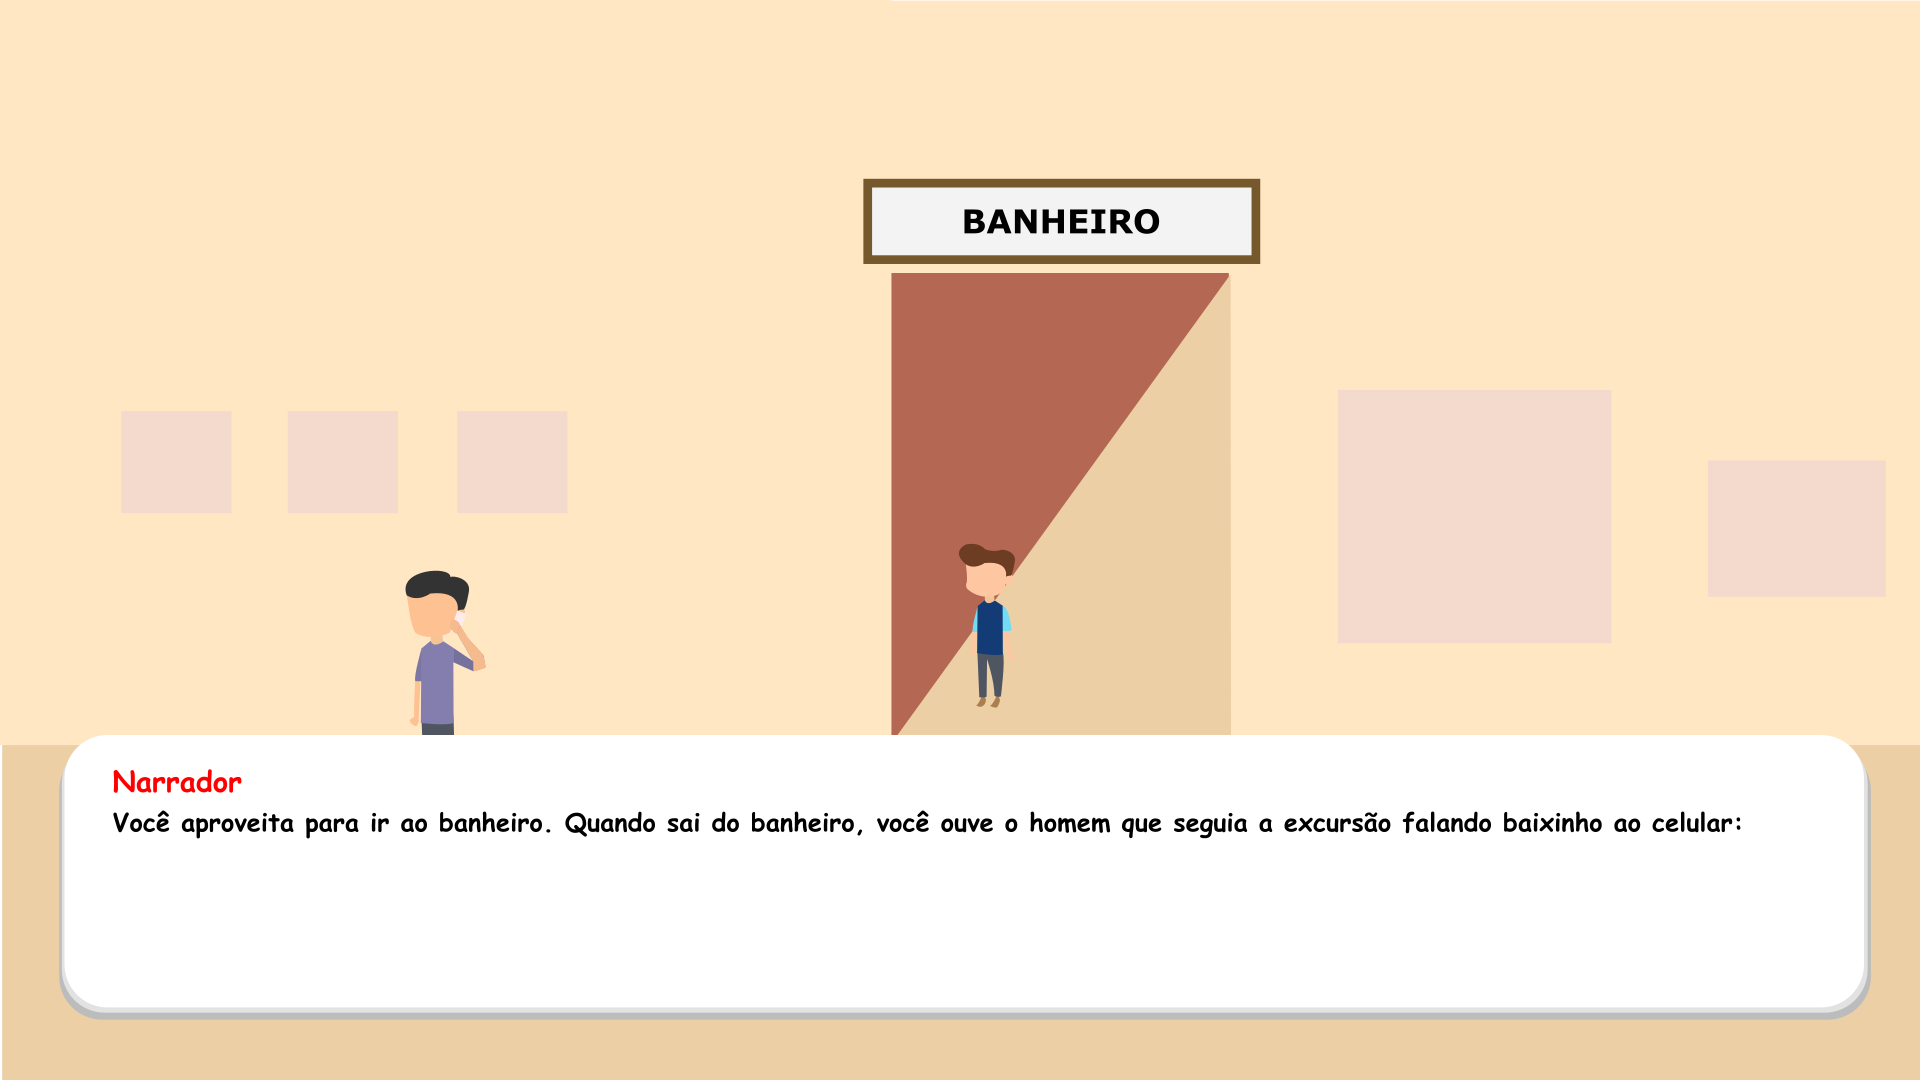 BANHEIRO
Narrador
Você aproveita para ir ao banheiro. Quando sai do banheiro, você ouve o homem que seguia a excursão falando baixinho ao celular: